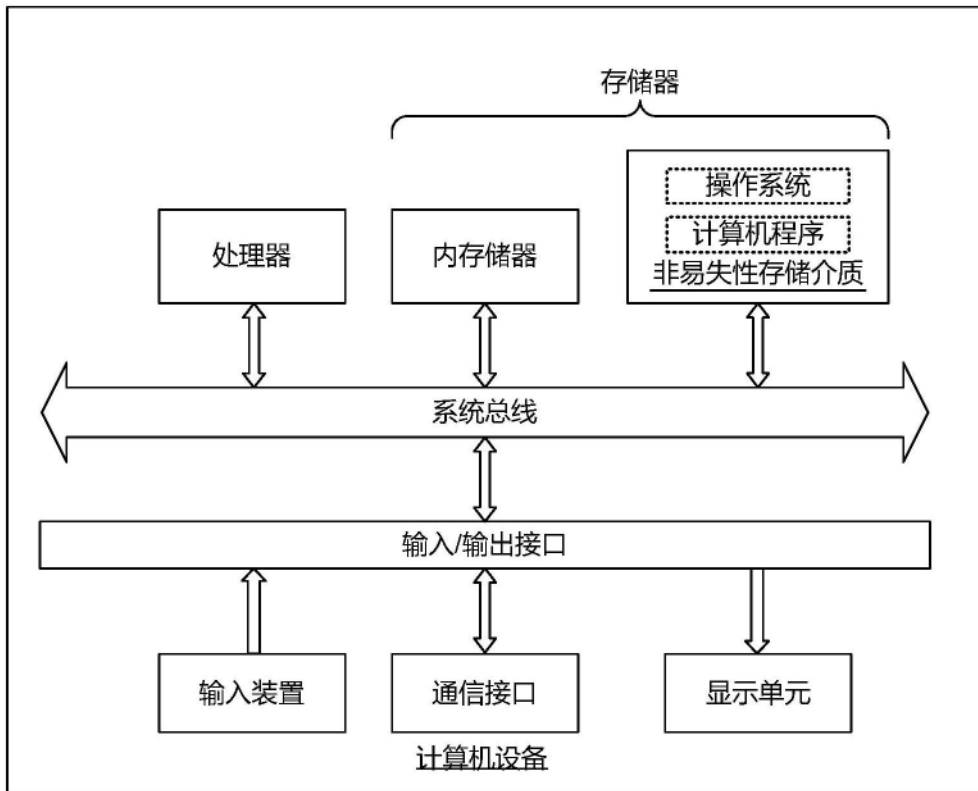 存储器
操作系统
计算机程序
非易失性存储介质
处理器
内存储器
系统总线
输入/输出接口
输入装置
通信接口
显示单元
计算机设备